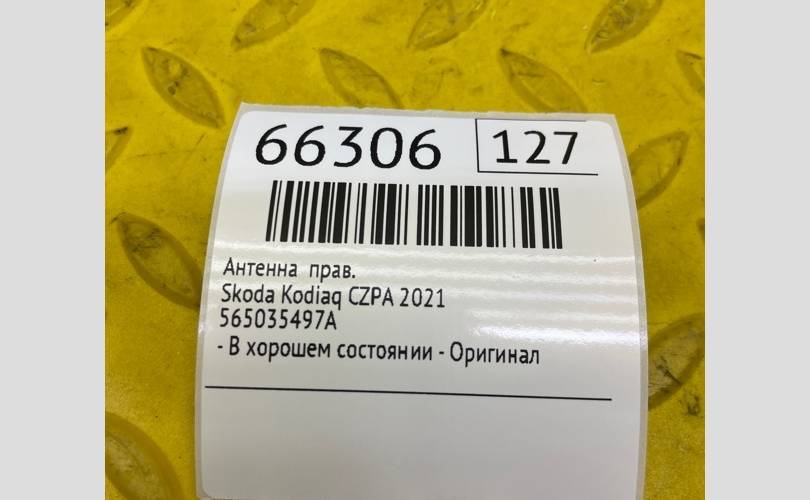 66306 127
Антенна прав.
Skoda Kodiaq CZPA 2021
565035497A
- В хорошем состоянии - Оригинал